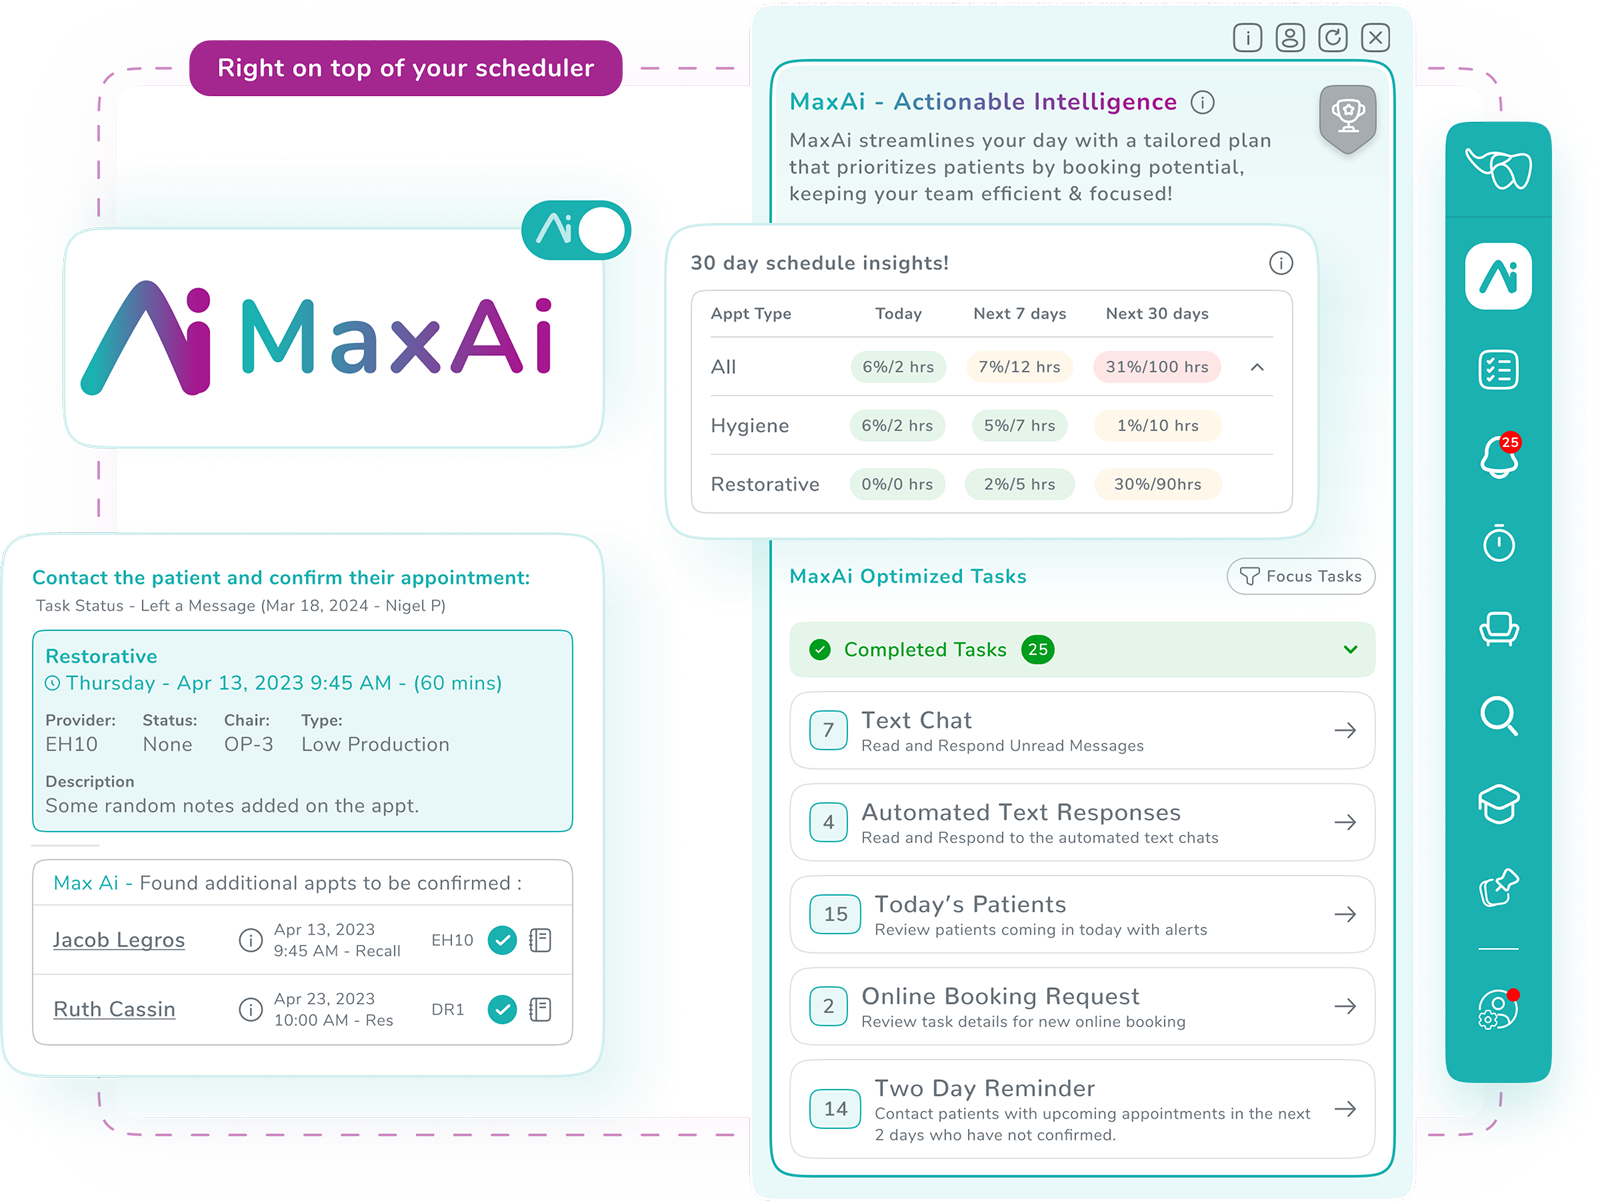 Right on top of your scheduler
MaxAi
Contact the patient and confirm their appointment:
Task Status - Left a Message (Mar 18, 2024 - Nigel P)
Restorative
Thursday - Apr 13, 2023 9:45 AM - (60 mins)
Provider: Status: Chair: Type:
EH10 None OP-3 Low Production
Description
Some random notes added on the appt.
Max Ai - Found additional appts to be confirmed :
Jacob Legros
Apr 13, 2023
9:45 AM - Recall
EH10
Ruth Cassin
Apr 23, 2023
10:00 AM - Res
DR1
MaxAi - Actionable Intelligence
MaxAi streamlines your day with a tailored plan
that prioritizes patients by booking potential,
keeping your team efficient & focused!
30 day schedule insights!
Appt Type Today Next 7 days Next 30 days
All 6%/2 hrs 7%/12 hrs 31%/100 hrs
Hygiene 6%/2 hrs 5%/7 hrs 1%/10 hrs
Restorative 0%/0 hrs 2%/5 hrs 30%/90hrs
MaxAi Optimized Tasks
Focus Tasks
Completed Tasks 25
7
Text Chat
Read and Respond Unread Messages
4
Automated Text Responses
Read and Respond to the automated text chats
15
Today's Patients
Review patients coming in today with alerts
2
Online Booking Request
Review task details for new online booking
14
Two Day Reminder
Contact patients with upcoming appointments in the next
2 days who have not confirmed.
Ai
25